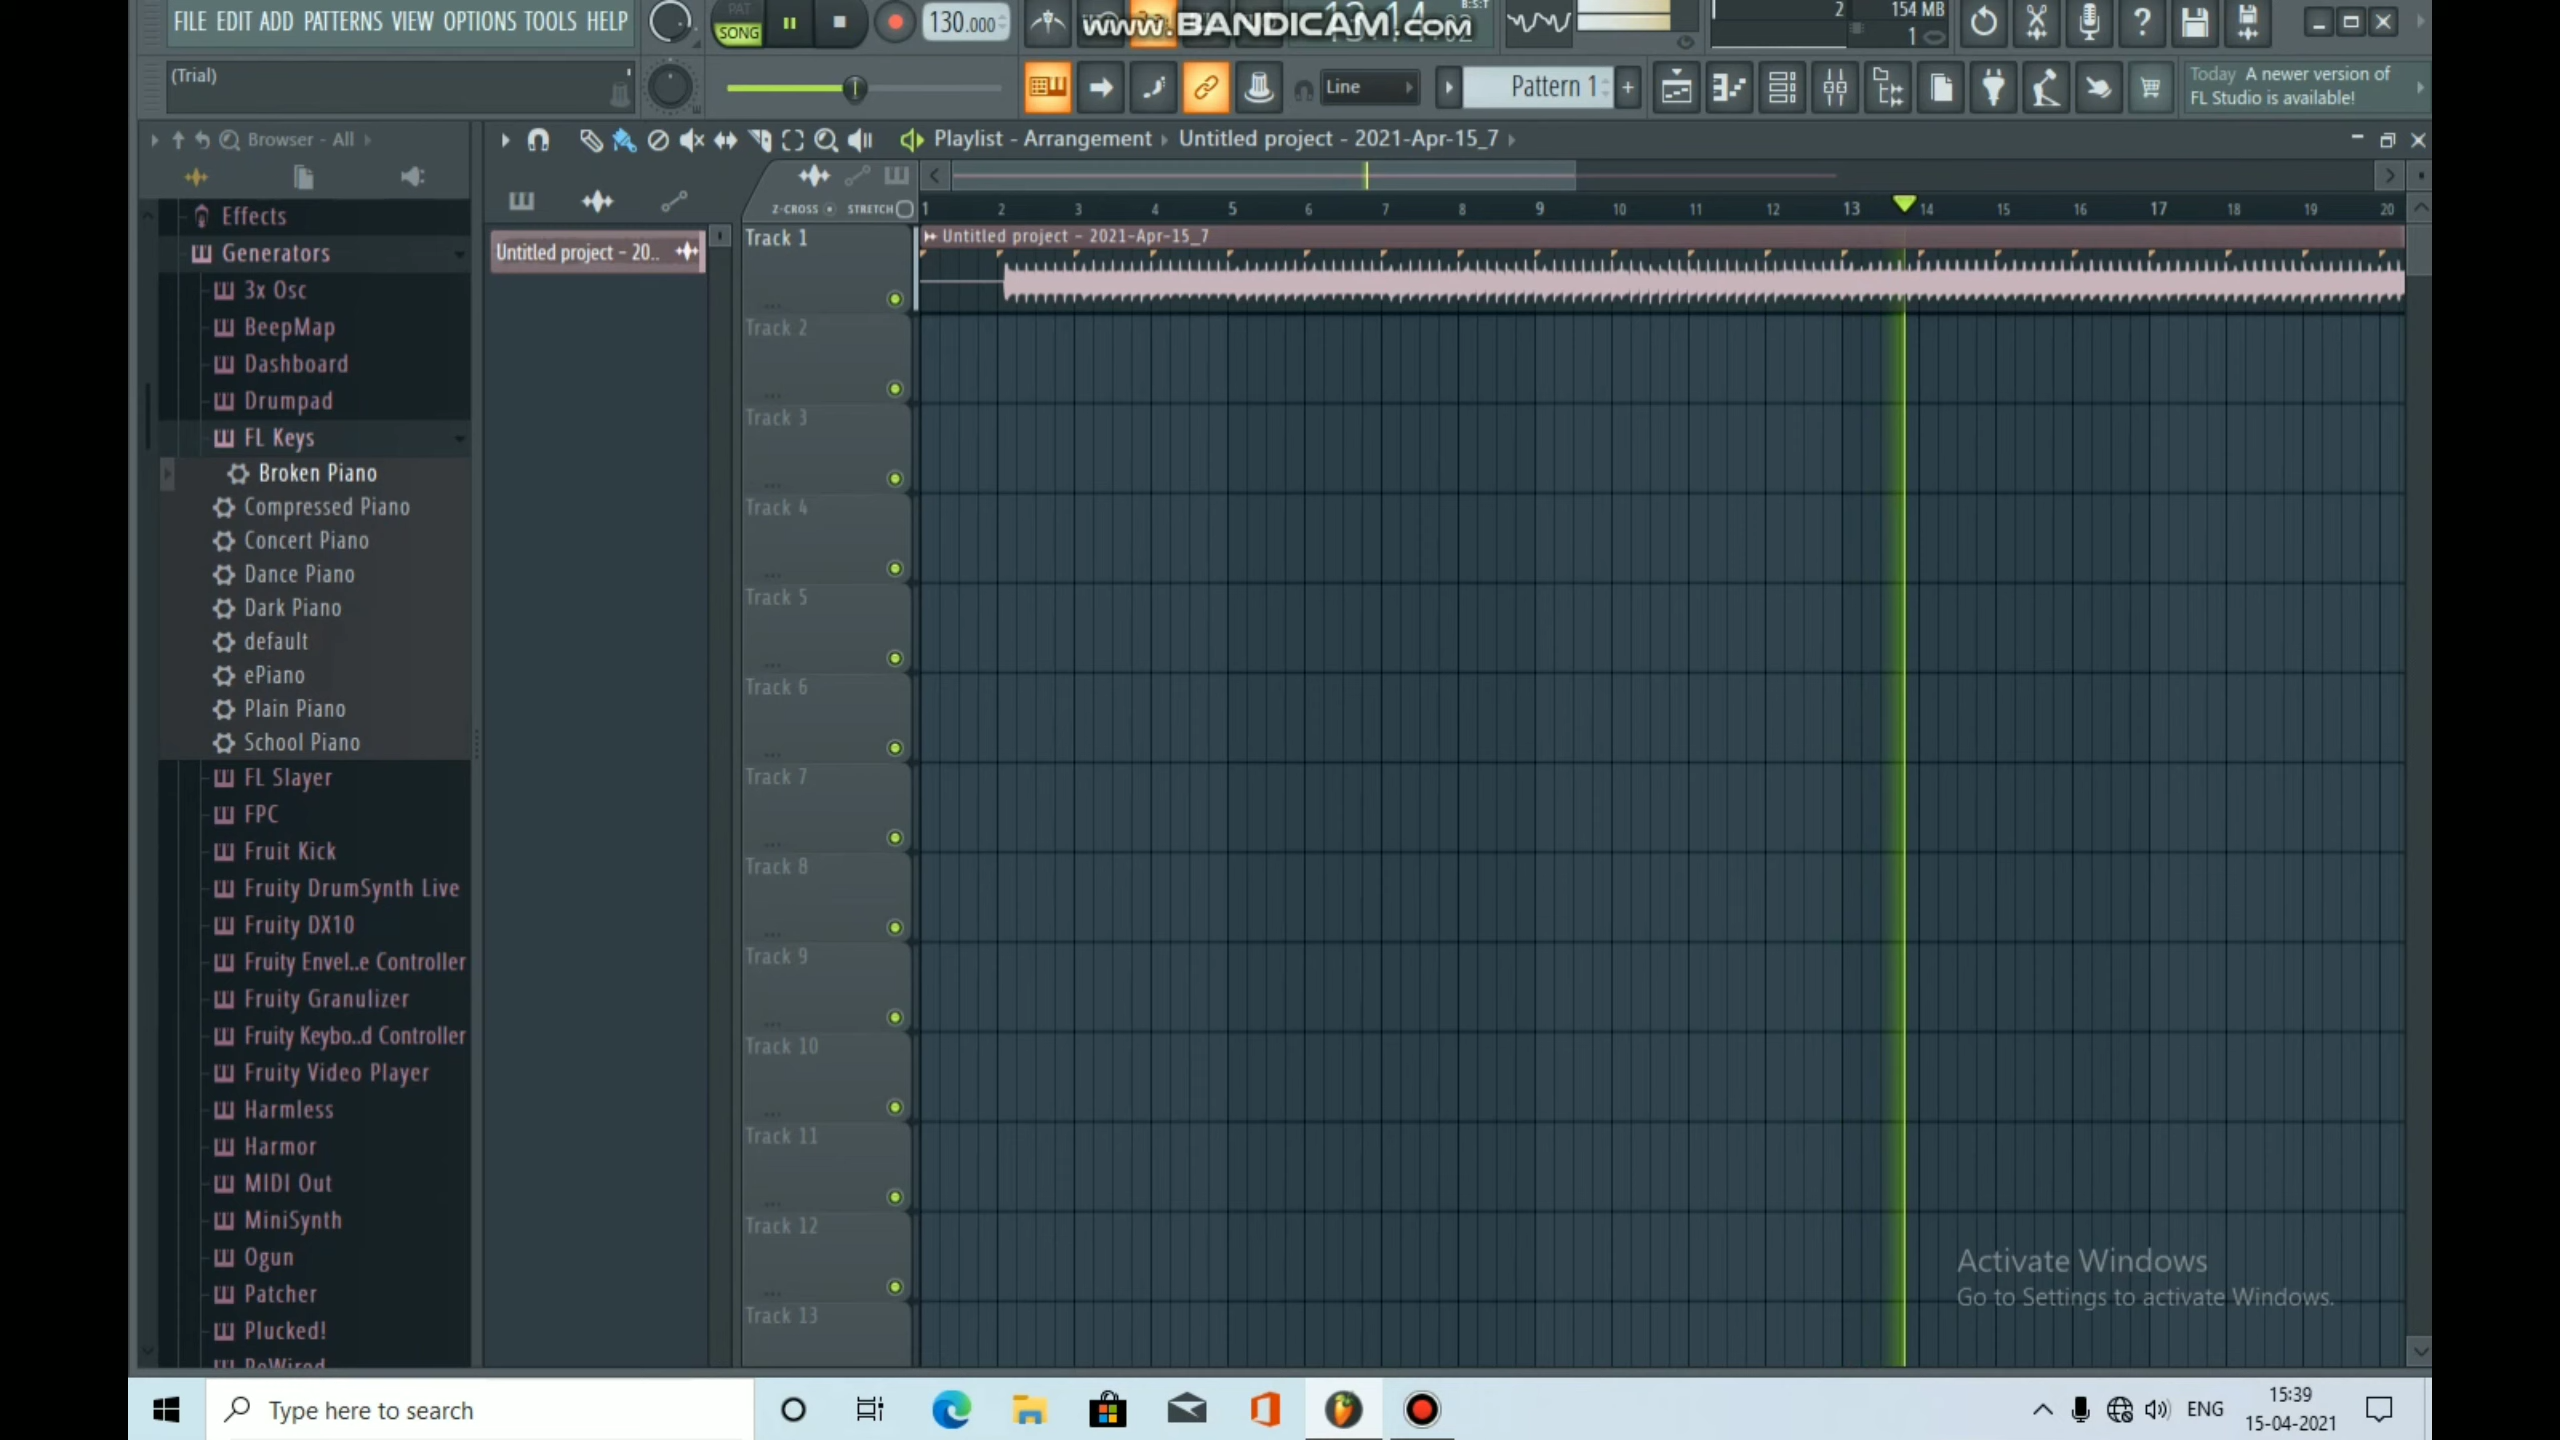 FILE EDIT ADD PATTERNS VIEW OPTIONS TOOLS HELP
PAT
SONG
130.000
www.BANDICAM.com
B:S:T
2
154 MB
1
(Trial)
Line
Pattern 1
Today A newer version of
FL Studio is available!
Browser - All
Playlist - Arrangement
Untitled project - 2021-Apr-15_7
Z-CROSS
STRETCH
1 2 3 4 5 6 7 8 9 10 11 12 13 14 15 16 17 18 19 20
Effects
Generators
3x Osc
BeepMap
Dashboard
Drumpad
FL Keys
Broken Piano
Compressed Piano
Concert Piano
Dance Piano
Dark Piano
default
ePiano
Plain Piano
School Piano
FL Slayer
FPC
Fruit Kick
Fruity DrumSynth Live
Fruity DX10
Fruity Envel..e Controller
Fruity Granulizer
Fruity Keybo..d Controller
Fruity Video Player
Harmless
Harmor
MIDI Out
MiniSynth
Ogun
Patcher
Plucked!
Untitled project - 20..
Track 1
Untitled project - 2021-Apr-15_7
Track 2
Track 3
Track 4
Track 5
Track 6
Track 7
Track 8
Track 9
Track 10
Track 11
Track 12
Track 13
Activate Windows
Go to Settings to activate Windows.
Type here to search
ENG
15:39
15-04-2021